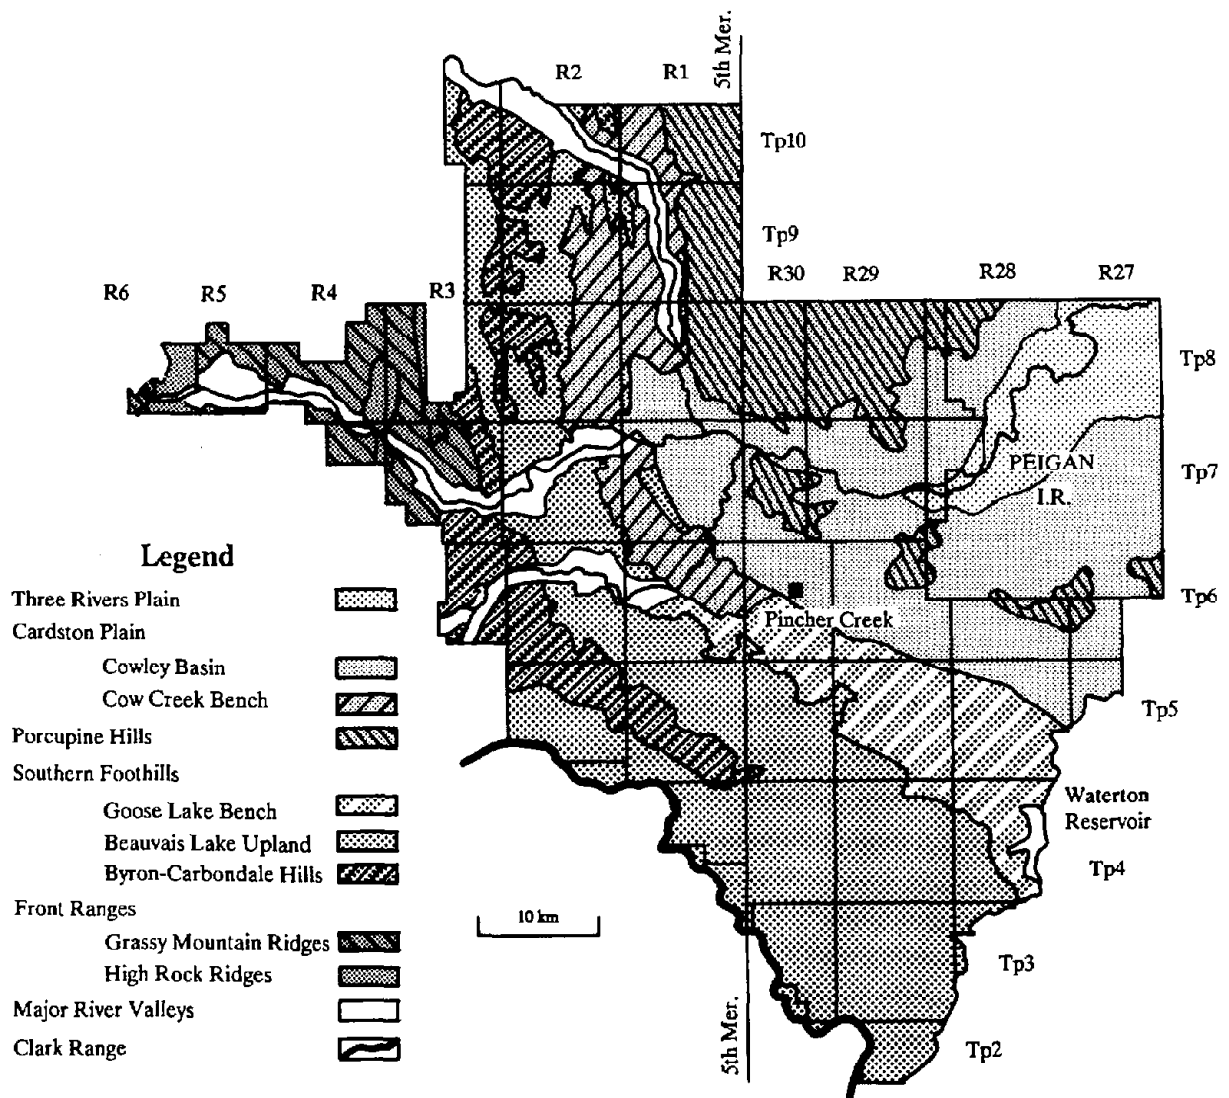 5th Mer.
R2
R1
Tp10
Tp9
R30
R29
R28
R27
R6
R5
R4
R3
Tp8
PEIGAN
I.R.
Tp7
Legend
Three Rivers Plain
Tp6
Pincher Creek
Cardston Plain
Cowley Basin
Cow Creek Bench
Tp5
Porcupine Hills
Southern Foothills
Goose Lake Bench
Waterton
Reservoir
Beauvais Lake Upland
Byron-Carbondale Hills
Tp4
Front Ranges
10 km
Grassy Mountain Ridges
High Rock Ridges
Tp3
Major River Valleys
Clark Range
5th Mer.
Tp2